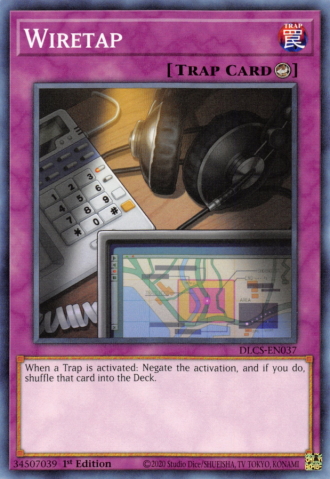 Wiretap
TRAP
罠
[Trap Card]
DLCS-EN037
When a Trap is activated: Negate the activation, and if you do,
shuffle that card into the Deck.
34507039 1st Edition ©2020 Studio Dice/SHUEISHA, TV TOKYO, KONAMI